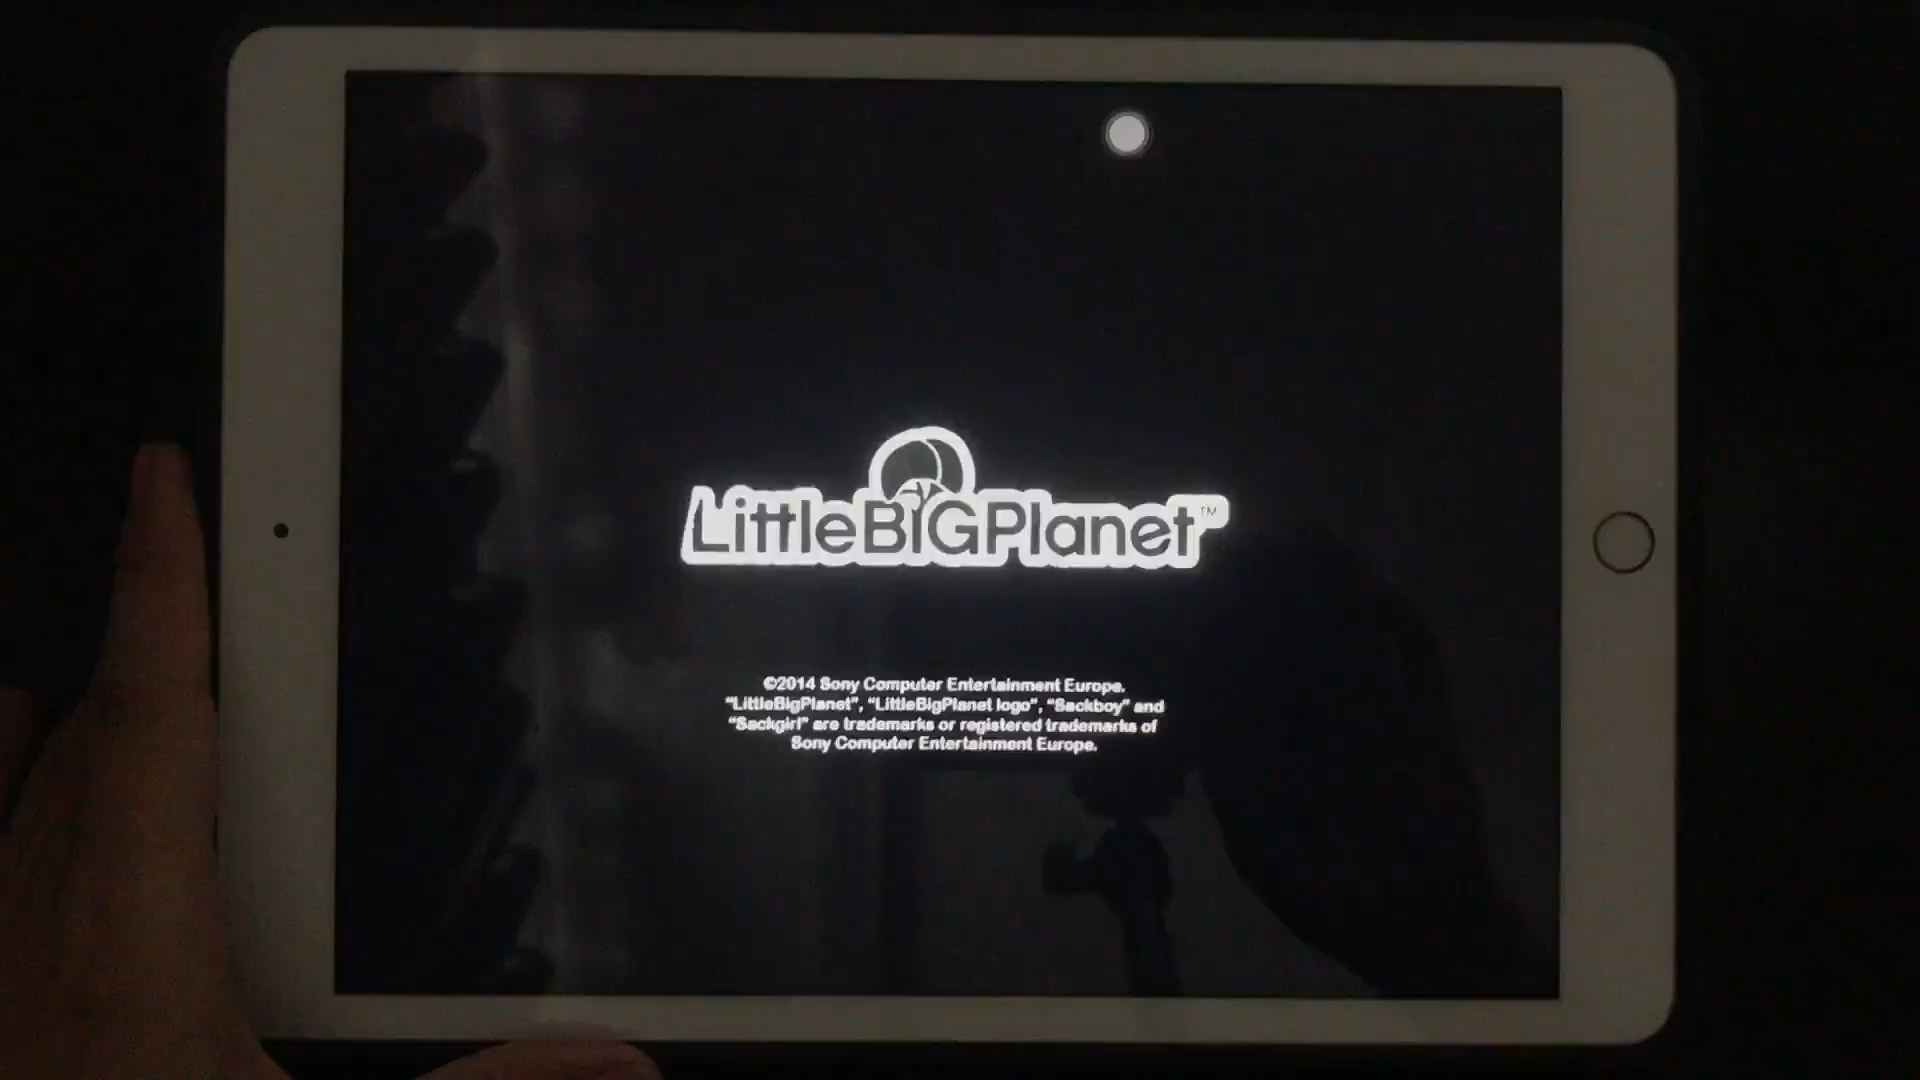 LittleBIGPlanet™
©2014 Sony Computer Entertainment Europe.
“LittleBigPlanet”, “LittleBigPlanet logo”, “Sackboy” and
“Sackgirl” are trademarks or registered trademarks of
Sony Computer Entertainment Europe.